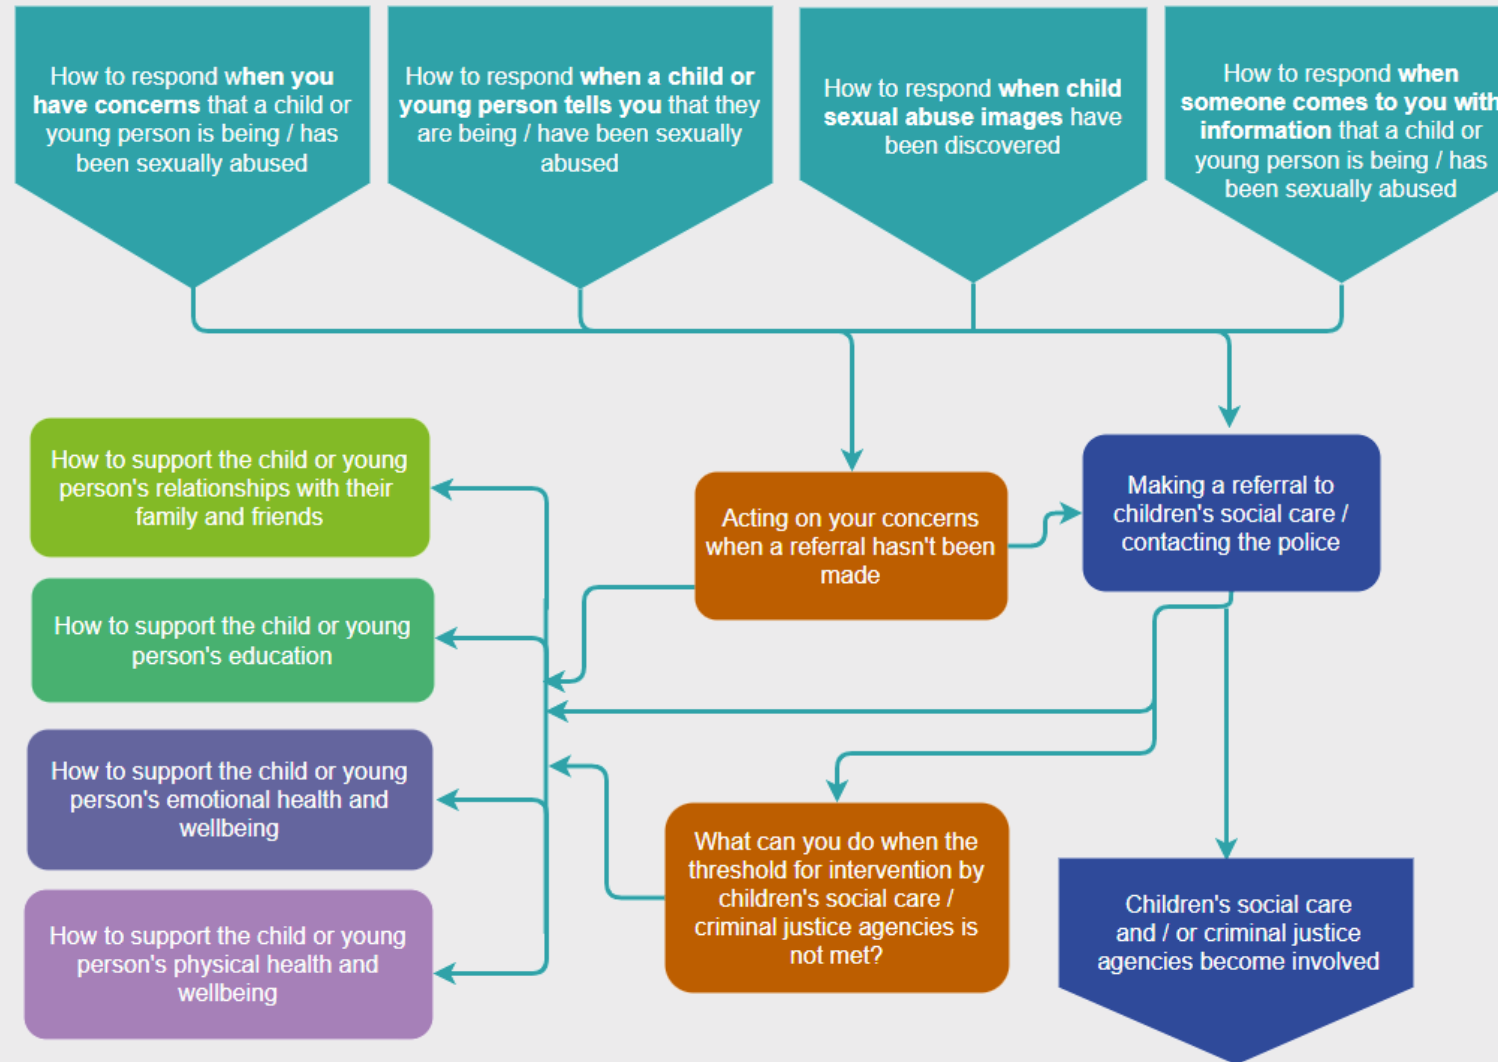 How to respond when you
have concerns that a child or
young person is being / has
been sexually abused
How to respond when a child or
young person tells you that they
are being / have been sexually
abused
How to respond when child
sexual abuse images have
been discovered
How to respond when
someone comes to you with
information that a child or
young person is being / has
been sexually abused
How to support the child or young
person's relationships with their
family and friends
Acting on your concerns
when a referral hasn't been
made
Making a referral to
children's social care /
contacting the police
How to support the child or young
person's education
How to support the child or young
person's emotional health and
wellbeing
What can you do when the
threshold for intervention by
children's social care /
criminal justice agencies is
not met?
Children's social care
and / or criminal justice
agencies become involved
How to support the child or young
person's physical health and
wellbeing